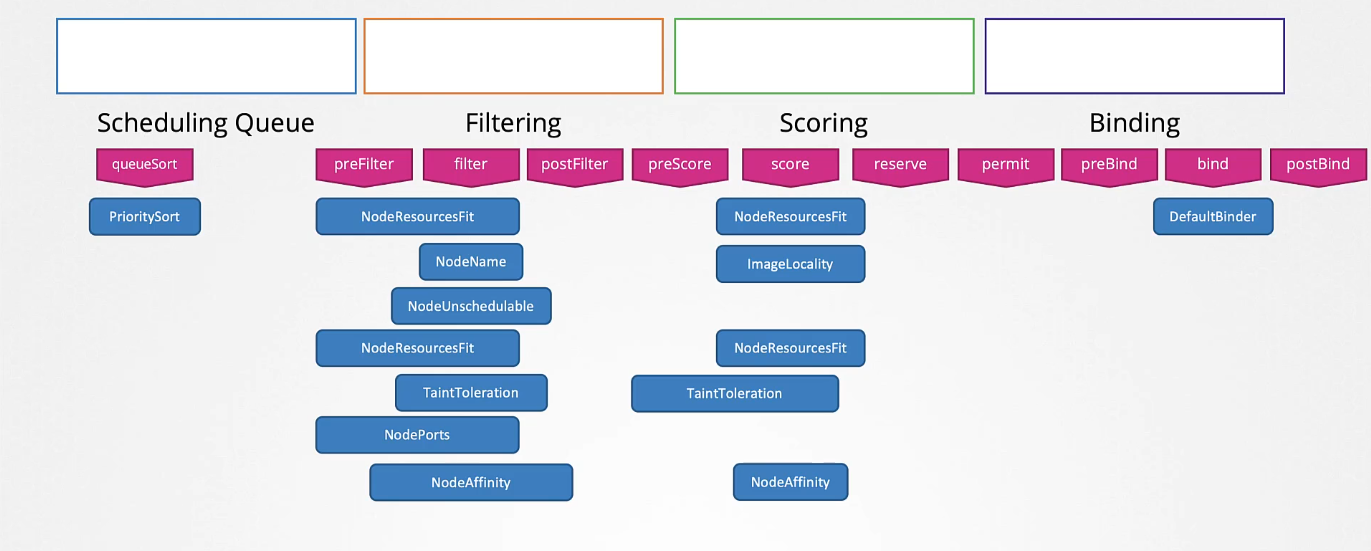 Scheduling Queue
Filtering
Scoring
Binding
queueSort
preFilter
filter
postFilter
preScore
score
reserve
permit
preBind
bind
postBind
PrioritySort
NodeResourcesFit
NodeResourcesFit
DefaultBinder
NodeName
ImageLocality
NodeUnschedulable
NodeResourcesFit
NodeResourcesFit
TaintToleration
TaintToleration
NodePorts
NodeAffinity
NodeAffinity